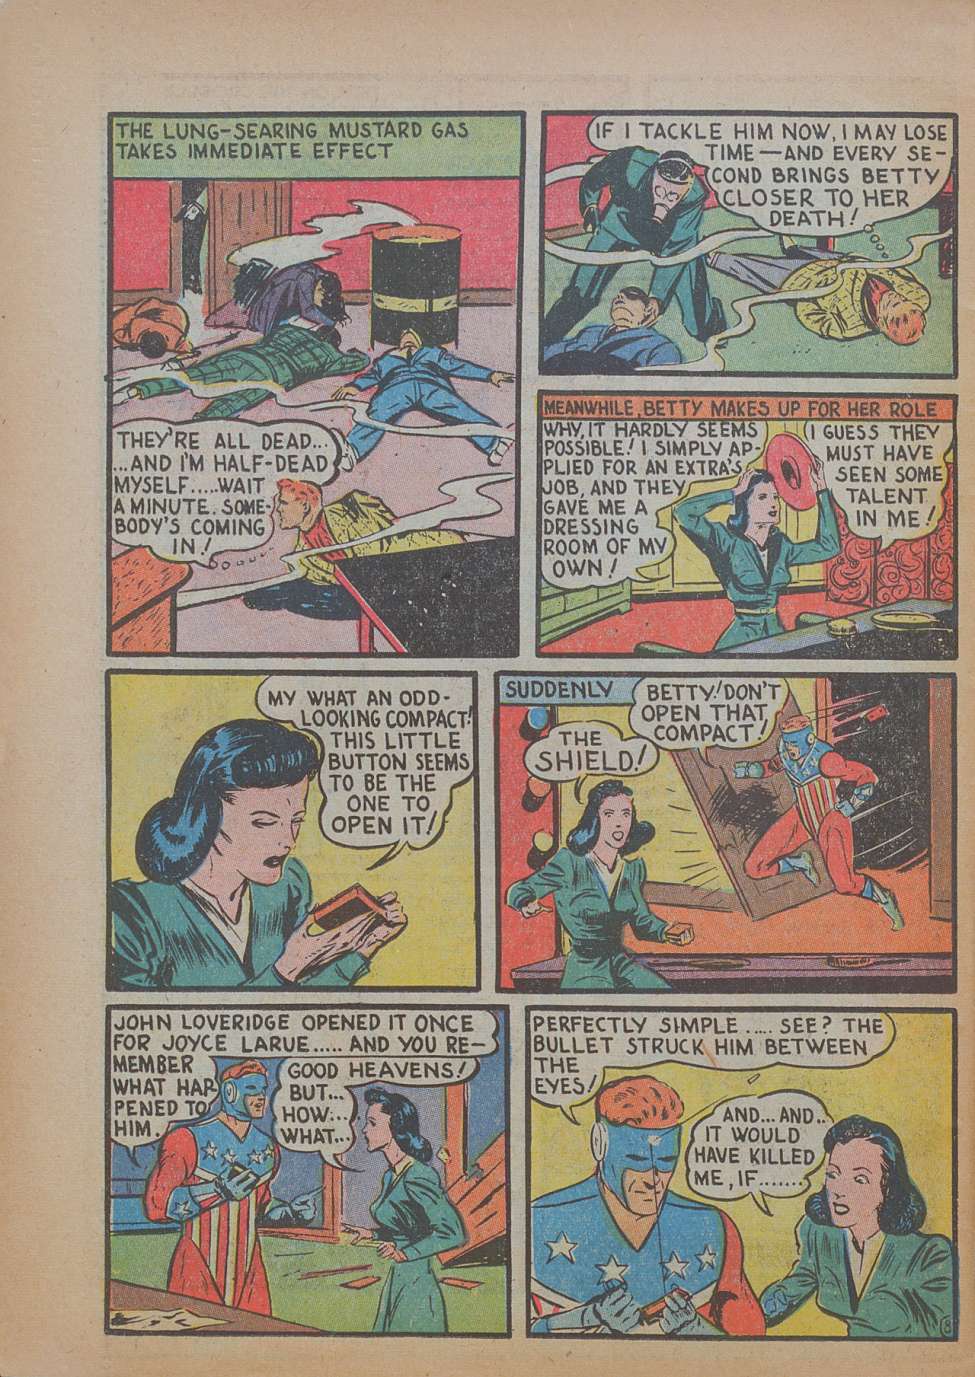 THE LUNG-SEARING MUSTARD GAS
TAKES IMMEDIATE EFFECT
THEY'RE ALL DEAD...
...AND I'M HALF-DEAD
MYSELF.....WAIT
A MINUTE. SOME-
BODY'S COMING
IN!
IF I TACKLE HIM NOW, I MAY LOSE
TIME—AND EVERY SE-
COND BRINGS BETTY
CLOSER TO HER
DEATH!
MEANWHILE, BETTY MAKES UP FOR HER ROLE
WHY, IT HARDLY SEEMS
POSSIBLE! I SIMPLY AP-
PLIED FOR AN EXTRA'S
JOB, AND THEY
GAVE ME A
DRESSING
ROOM OF MY
OWN!
I GUESS THEY
MUST HAVE
SEEN SOME
TALENT
IN ME!
MY WHAT AN ODD-
LOOKING COMPACT!
THIS LITTLE
BUTTON SEEMS
TO BE THE
ONE TO
OPEN IT!
SUDDENLY
THE
SHIELD!
BETTY! DON'T
OPEN THAT
COMPACT!
JOHN LOVERIDGE OPENED IT ONCE
FOR JOYCE LARUE..... AND YOU RE-
MEMBER
WHAT HAP
PENED TO
HIM.
GOOD HEAVENS!
BUT...
HOW...
WHAT...
PERFECTLY SIMPLE..... SEE? THE
BULLET STRUCK HIM BETWEEN
THE
EYES!
AND...AND..
IT WOULD
HAVE KILLED
ME, IF.......
8